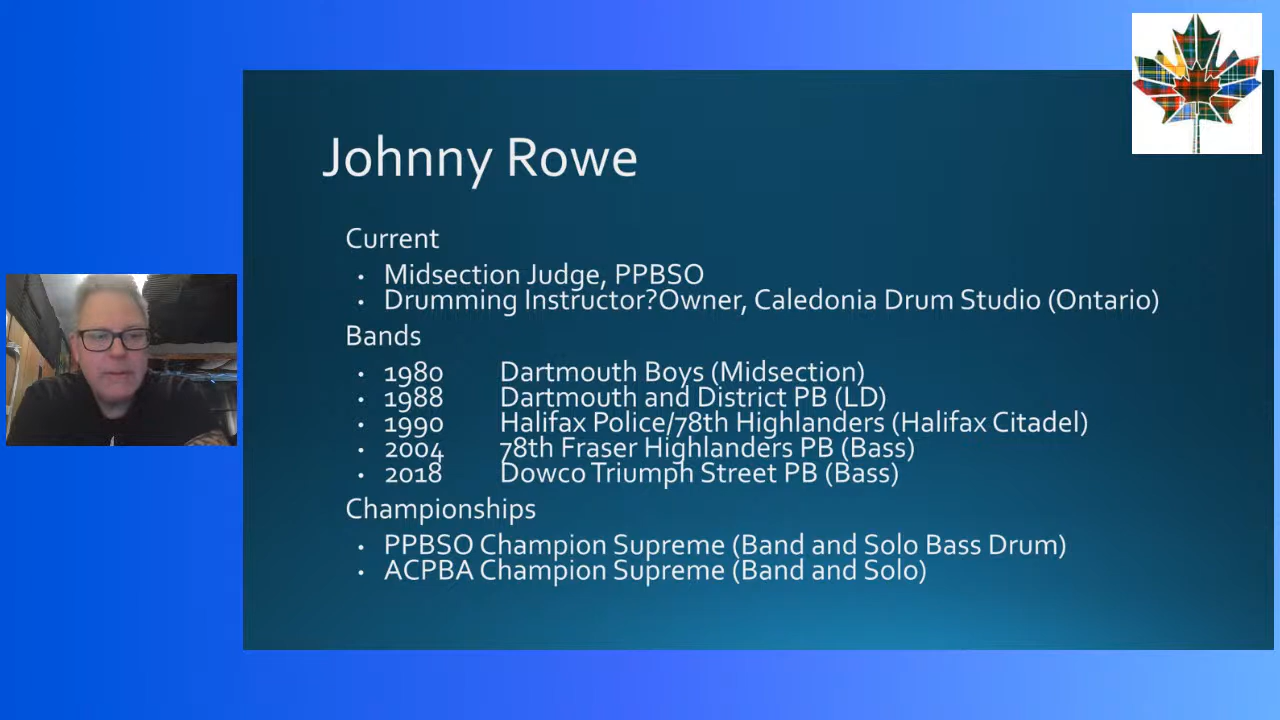 Johnny Rowe
Current
• Midsection Judge, PPBSO
• Drumming Instructor?Owner, Caledonia Drum Studio (Ontario)
Bands
• 1980 Dartmouth Boys (Midsection)
• 1988 Dartmouth and District PB (LD)
• 1990 Halifax Police/78th Highlanders (Halifax Citadel)
• 2004 78th Fraser Highlanders PB (Bass)
• 2018 Dowco Triumph Street PB (Bass)
Championships
• PPBSO Champion Supreme (Band and Solo Bass Drum)
• ACPBA Champion Supreme (Band and Solo)